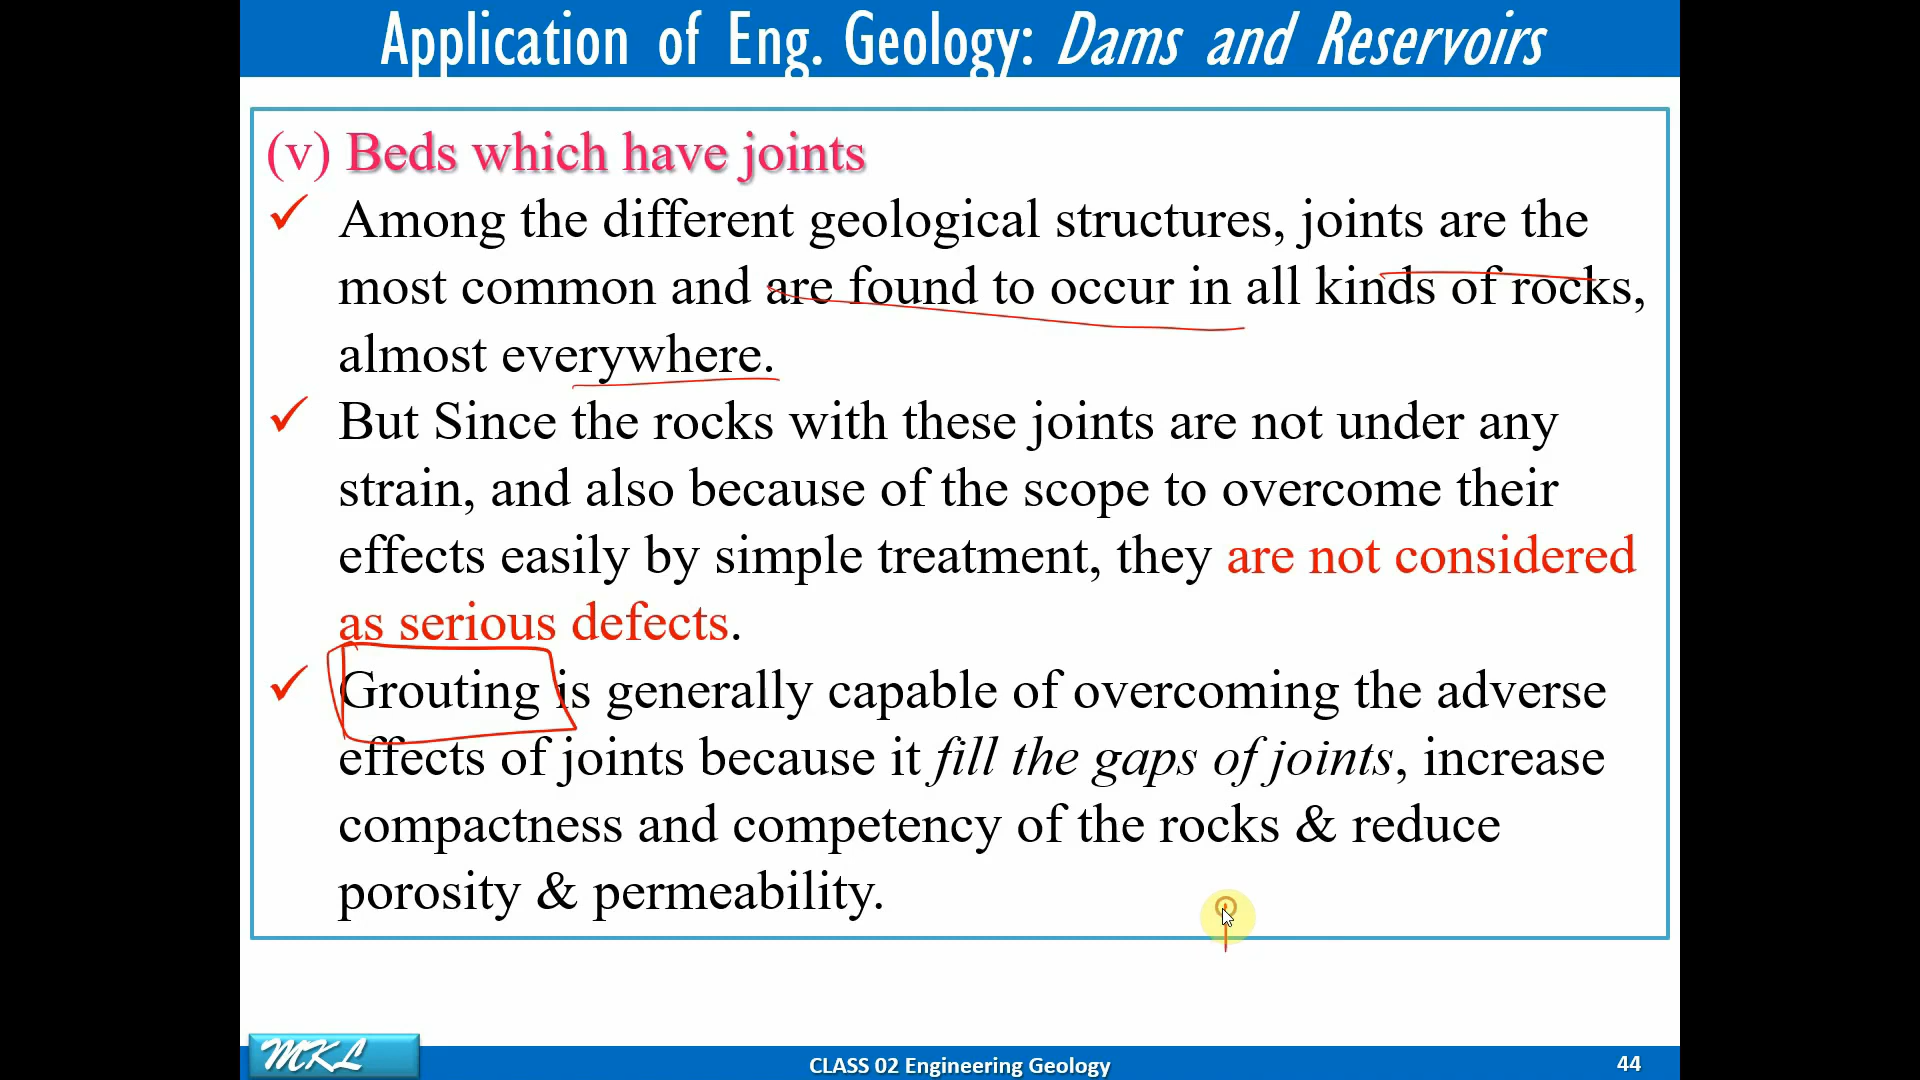 Application of Eng. Geology: Dams and Reservoirs
(v) Beds which have joints
✓ Among the different geological structures, joints are the
most common and are found to occur in all kinds of rocks,
almost everywhere.
✓ But Since the rocks with these joints are not under any
strain, and also because of the scope to overcome their
effects easily by simple treatment, they are not considered
as serious defects.
✓ Grouting is generally capable of overcoming the adverse
effects of joints because it fill the gaps of joints, increase
compactness and competency of the rocks & reduce
porosity & permeability.
MKL
CLASS 02 Engineering Geology
44